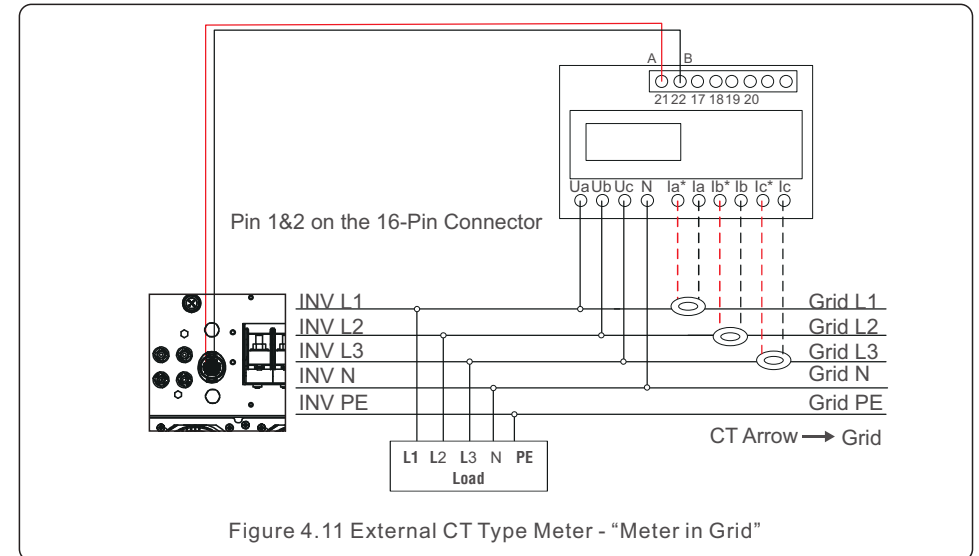 A B
21 22 17 18 19 20
Ua Ub Uc N Ia* Ia Ib* Ib Ic* Ic
Pin 1&2 on the 16-Pin Connector
INV L1 Grid L1
INV L2 Grid L2
INV L3 Grid L3
INV N Grid N
INV PE Grid PE
CT Arrow → Grid
L1 L2 L3 N PE
Load
Figure 4.11 External CT Type Meter - “Meter in Grid”